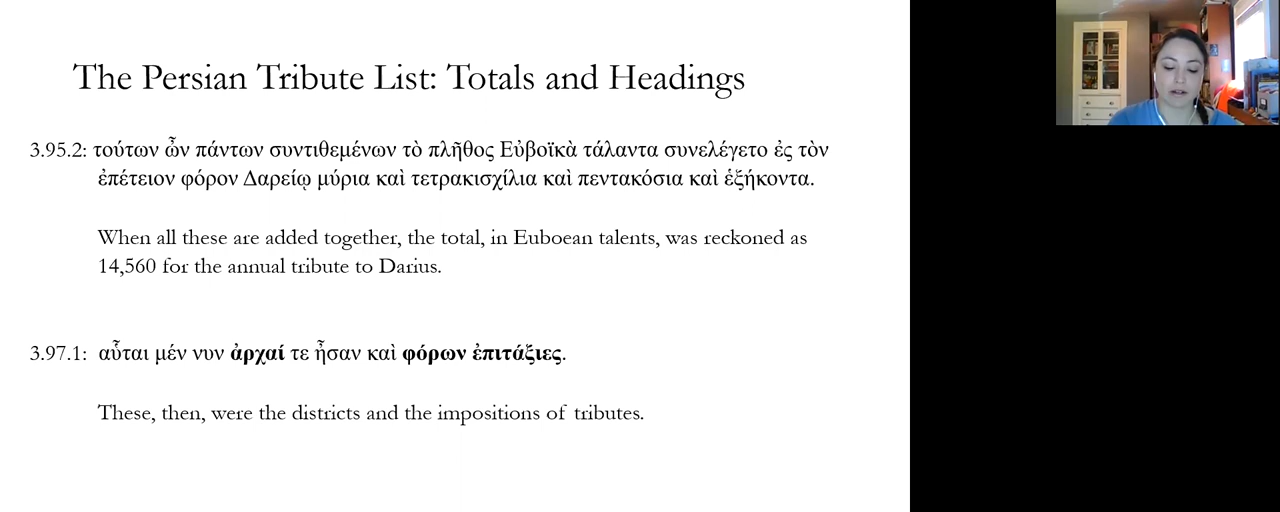 The Persian Tribute List: Totals and Headings
3.95.2: τούτων ὦν πάντων συντιθεμένων τὸ πλῆθος Εὐβοϊκὰ τάλαντα συνελέγετο ἐς τὸν
ἐπέτειον φόρον Δαρείῳ μύρια καὶ τετρακισχίλια καὶ πεντακόσια καὶ ἑξήκοντα.
When all these are added together, the total, in Euboean talents, was reckoned as
14,560 for the annual tribute to Darius.
3.97.1: αὗται μέν νυν ἀρχαί τε ἦσαν καὶ φόρων ἐπιτάξιες.
These, then, were the districts and the impositions of tributes.